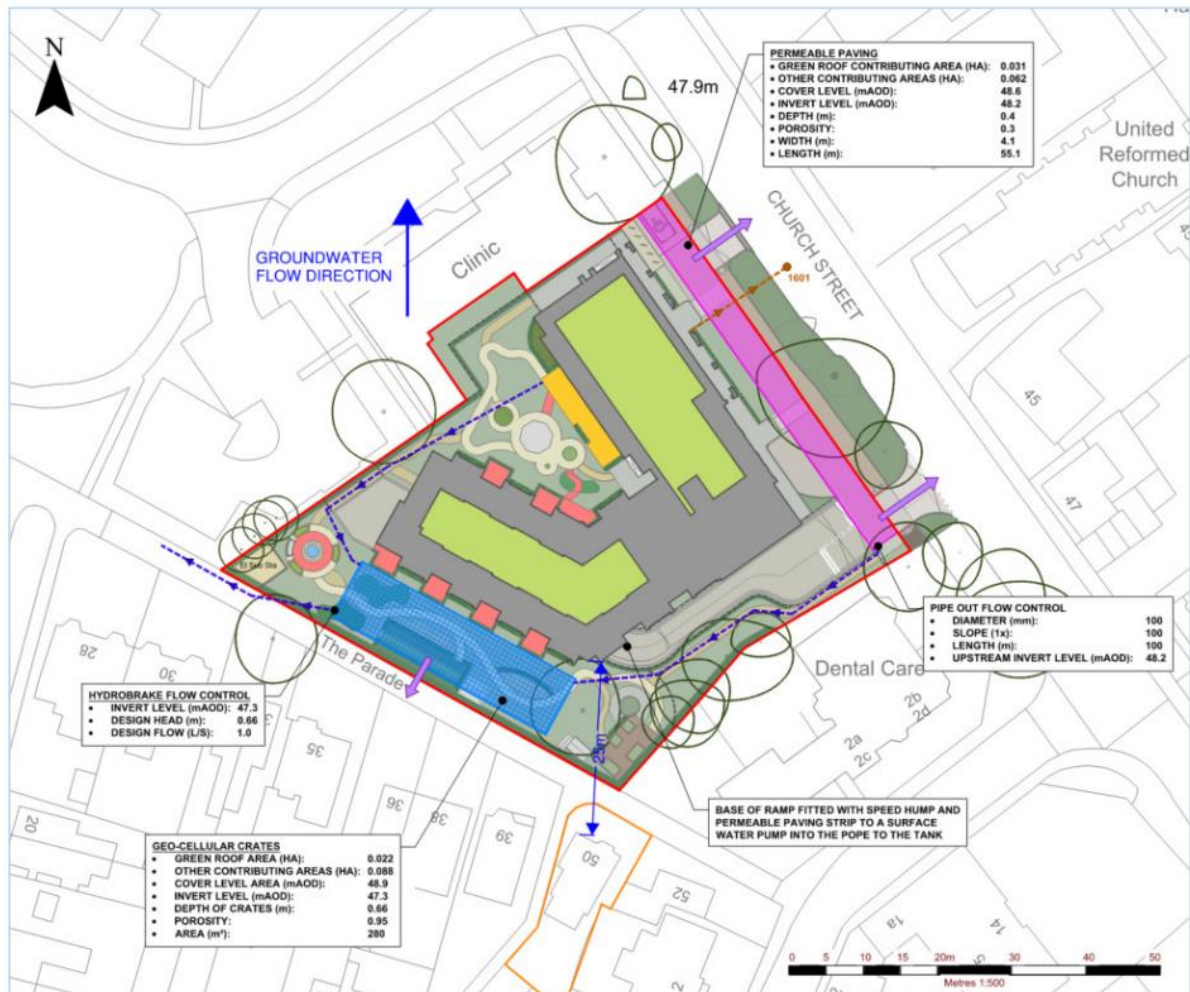 N
47.9m
PERMEABLE PAVING
• GREEN ROOF CONTRIBUTING AREA (HA): 0.031
• OTHER CONTRIBUTING AREAS (HA): 0.062
• COVER LEVEL (mAOD): 48.6
• INVERT LEVEL (mAOD): 48.2
• DEPTH (m): 0.4
• POROSITY: 0.3
• WIDTH (m): 4.1
• LENGTH (m): 55.1
United
Reformed
Church
CHURCH STREET
GROUNDWATER
FLOW DIRECTION
Clinic
1601
45
47
El Sub Sta
PIPE OUT FLOW CONTROL
• DIAMETER (mm): 100
• SLOPE (1x): 100
• LENGTH (m): 100
• UPSTREAM INVERT LEVEL (mAOD): 48.2
The Parade
Dental Care
28
30
2b
2d
2a
2c
HYDROBRAKE FLOW CONTROL
• INVERT LEVEL (mAOD): 47.3
• DESIGN HEAD (m): 0.66
• DESIGN FLOW (L/S): 1.0
35
25m
36
38
39
20
50
52
BASE OF RAMP FITTED WITH SPEED HUMP AND
PERMEABLE PAVING STRIP TO A SURFACE
WATER PUMP INTO THE POPE TO THE TANK
GEO-CELLULAR CRATES
• GREEN ROOF AREA (HA): 0.022
• OTHER CONTRIBUTING AREAS (HA): 0.088
• COVER LEVEL AREA (mAOD): 48.9
• INVERT LEVEL (mAOD): 47.3
• DEPTH OF CRATES (m): 0.66
• POROSITY: 0.95
• AREA (m²): 280
1a
14
0 5 10 15 20m 30 40 50
Metres 1:500